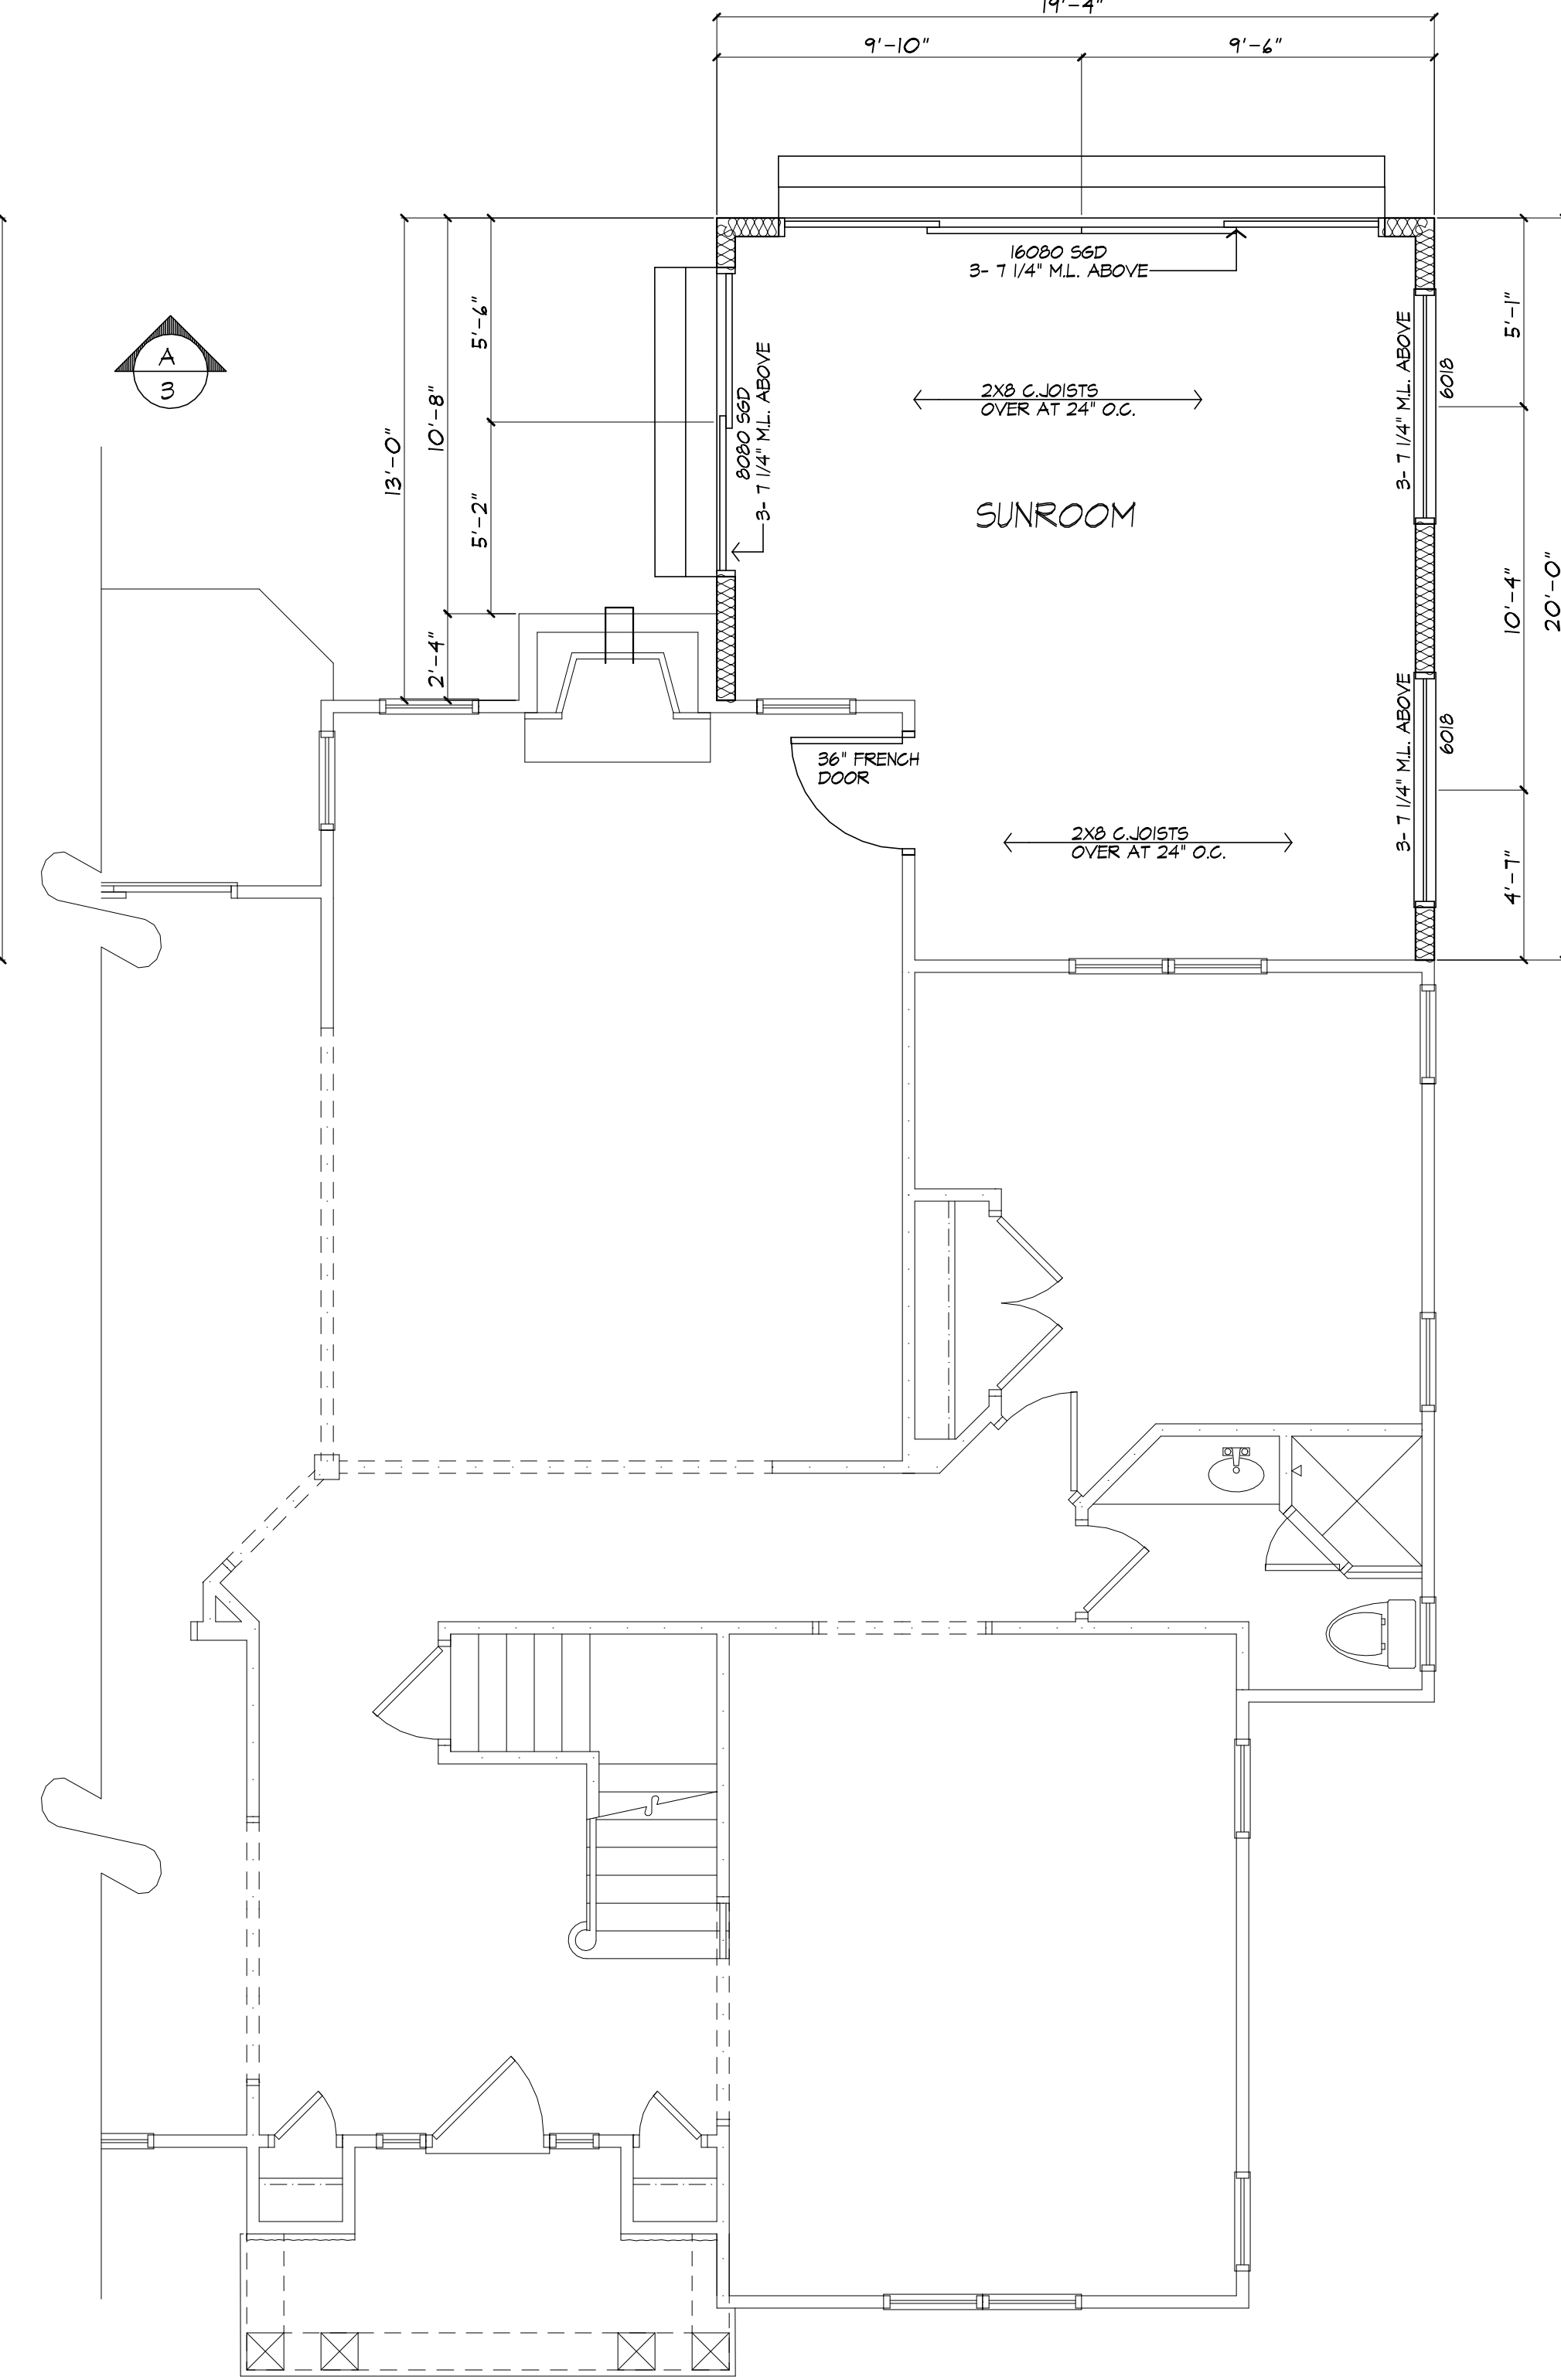 19'-4"
9'-10"
9'-6"
16080 SGD
3- 7 1/4" M.L. ABOVE
A
3
5'-6"
10'-8"
13'-0"
5'-2"
2'-4"
8080 SGD
3- 7 1/4" M.L. ABOVE
2X8 C.JOISTS
OVER AT 24" O.C.
SUNROOM
3- 7 1/4" M.L. ABOVE
6018
5'-1"
10'-4"
20'-0"
36" FRENCH
DOOR
2X8 C.JOISTS
OVER AT 24" O.C.
3- 7 1/4" M.L. ABOVE
6018
4'-7"